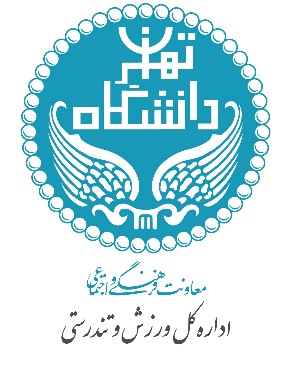 دانشگاه تهران
معاونت فرهنگی و اجتماعی
اداره کل ورزش و تندرستی